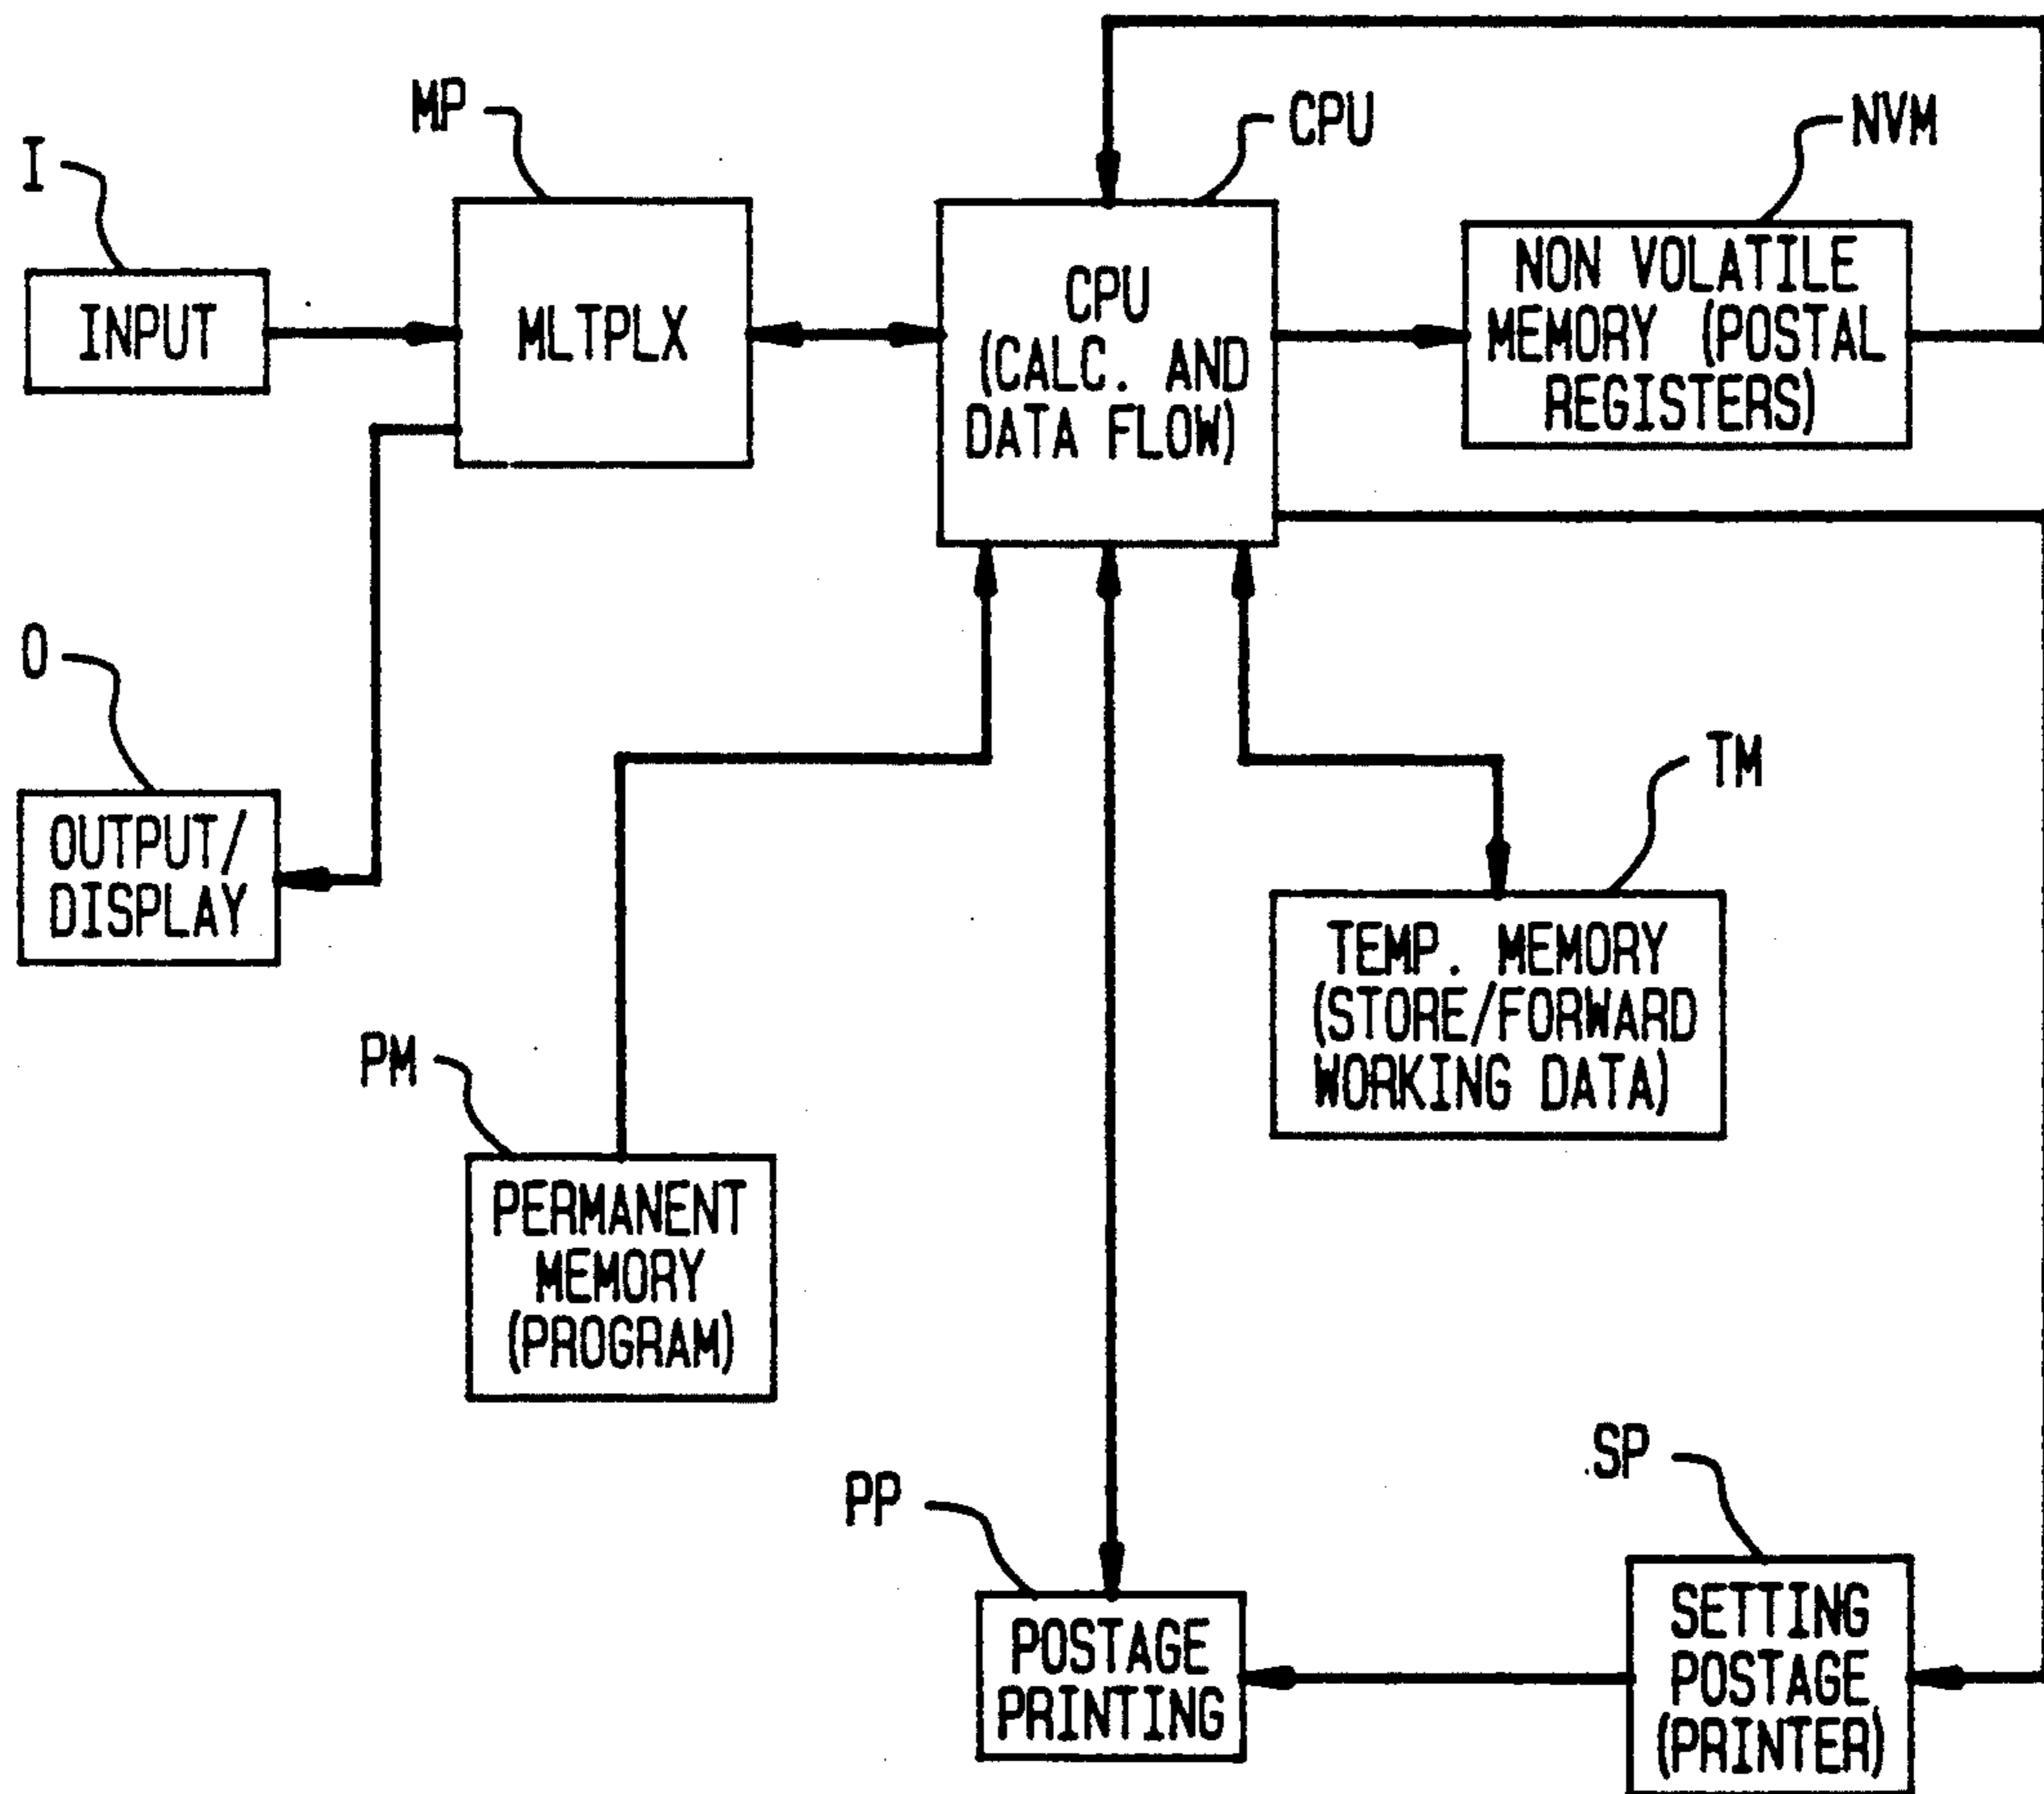 MP
CPU
NVM
I
INPUT
MLTPLX
CPU
(CALC. AND
DATA FLOW)
NON VOLATILE
MEMORY (POSTAL
REGISTERS)
O
OUTPUT/
DISPLAY
TM
TEMP. MEMORY
(STORE/FORWARD
WORKING DATA)
PM
PERMANENT
MEMORY
(PROGRAM)
PP
POSTAGE
PRINTING
SP
SETTING
POSTAGE
(PRINTER)